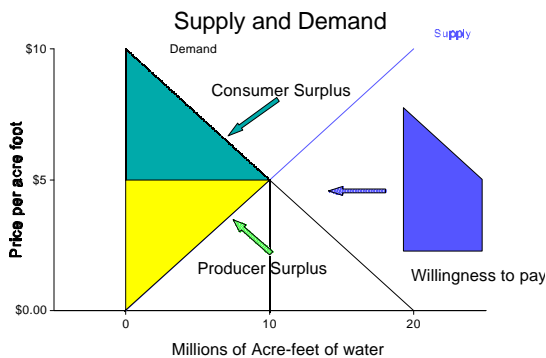 Supply and Demand
$10
Demand
Supply
Consumer Surplus
Price per acre foot
$5
Producer Surplus
Willingness to pay
$0.00
0
10
20
Millions of Acre-feet of water